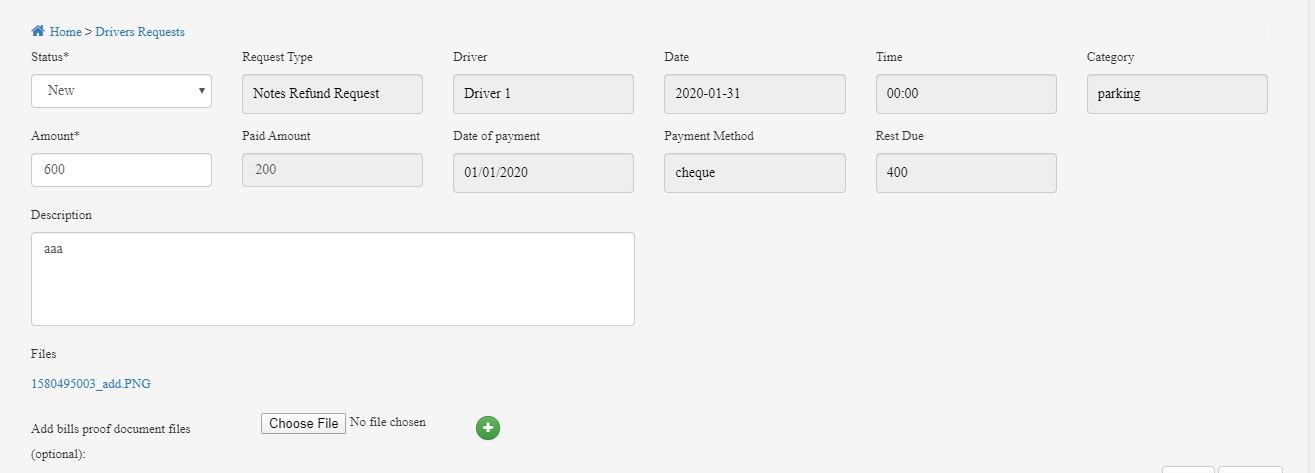 Home > Drivers Requests
Status* Request Type Driver Date Time Category
New Notes Refund Request Driver 1 2020-01-31 00:00 parking
Amount* Paid Amount Date of payment Payment Method Rest Due
600 200 01/01/2020 cheque 400
Description
aaa
Files
1580495003_add.PNG
Add bills proof document files Choose File No file chosen
(optional):